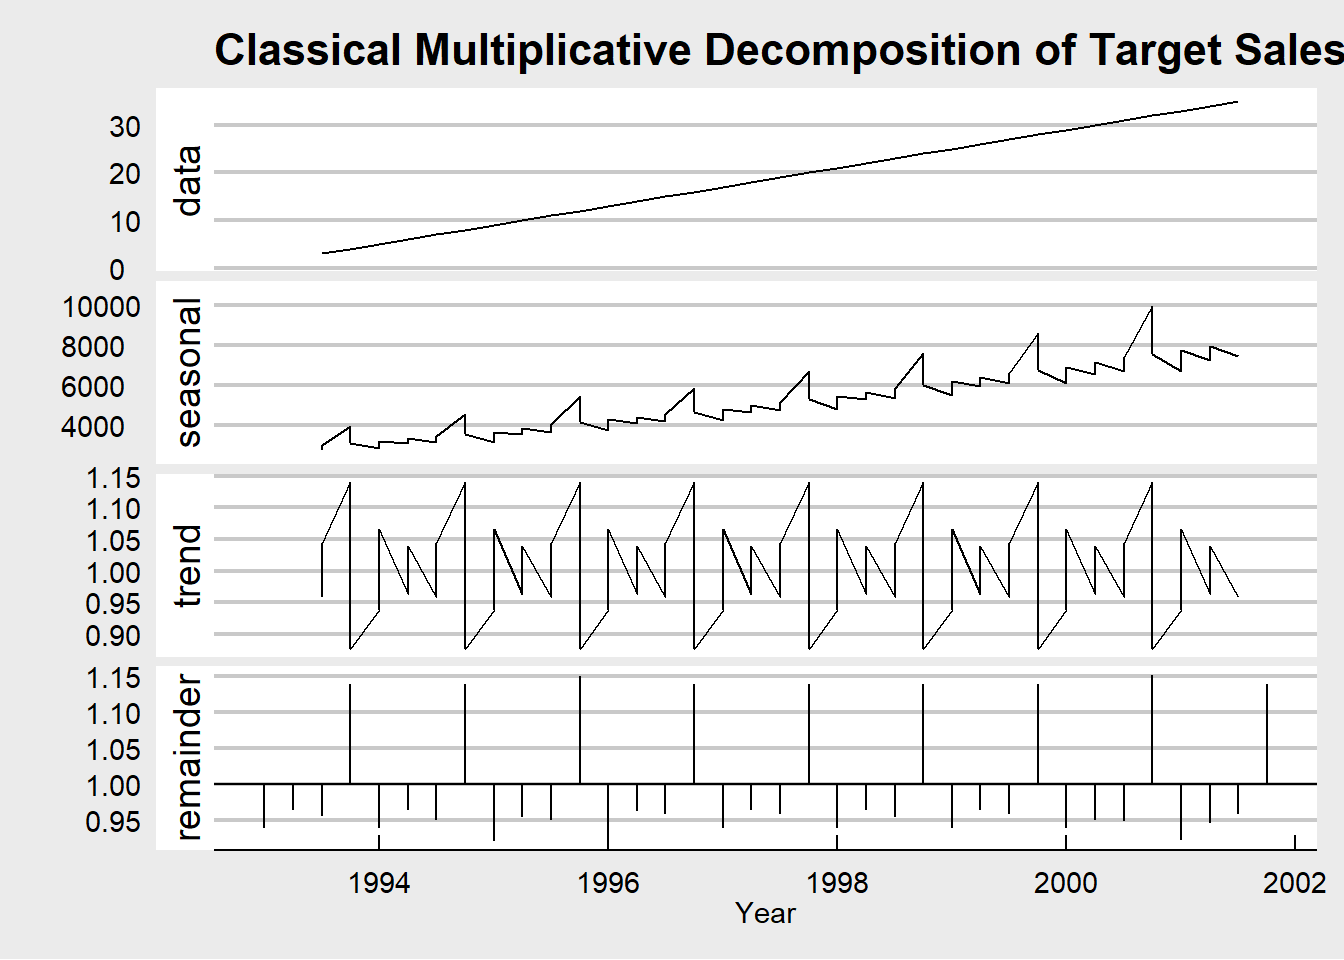 Classical Multiplicative Decomposition of Target Sales
data
30
20
10
0
seasonal
10000
8000
6000
4000
trend
1.15
1.10
1.05
1.00
0.95
0.90
remainder
1.15
1.10
1.05
1.00
0.95
1994 1996 1998 2000 2002
Year